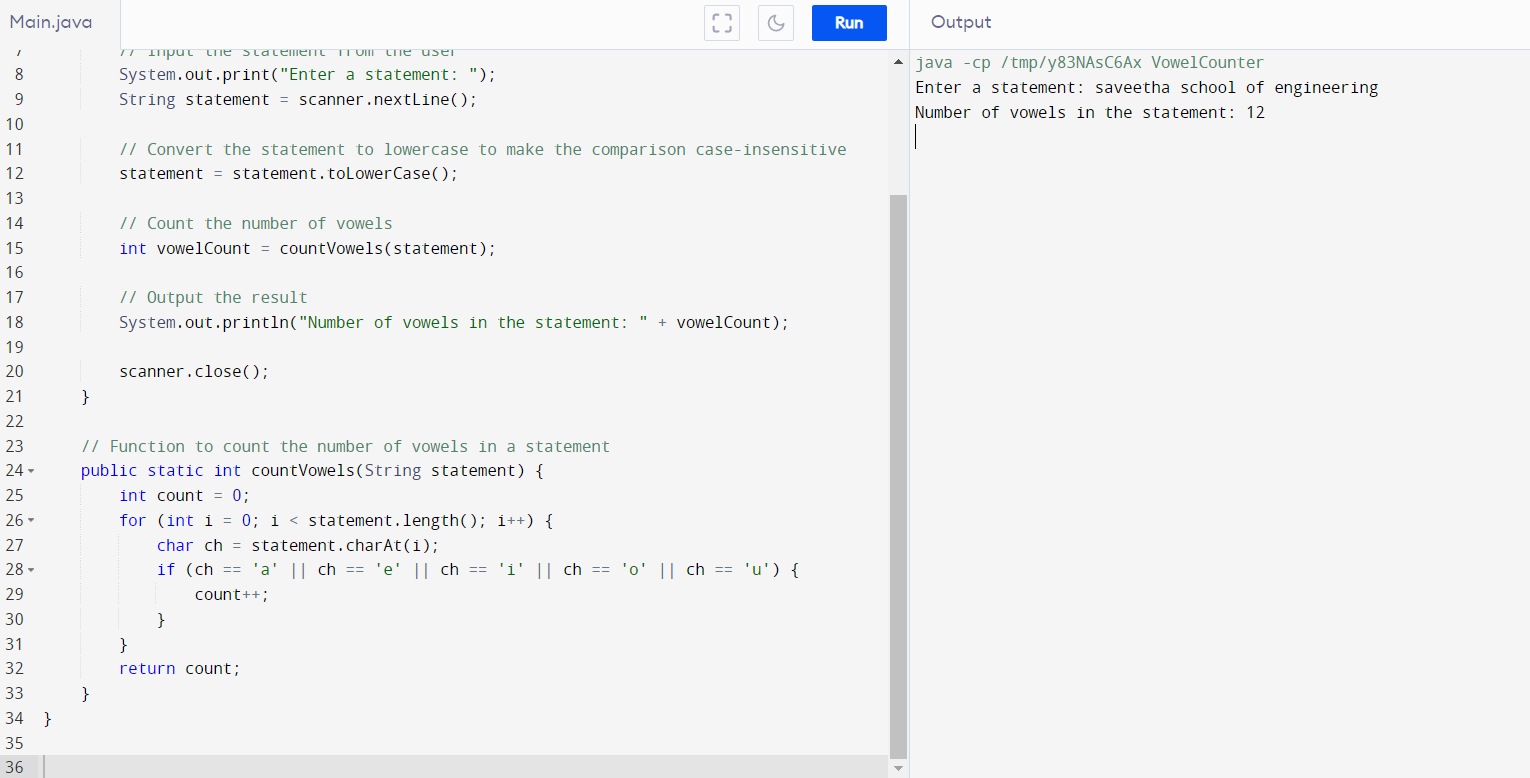 Main.java
Run
Output
7 // Input the statement from the user
8 System.out.print("Enter a statement: ");
9 String statement = scanner.nextLine();
10
11 // Convert the statement to lowercase to make the comparison case-insensitive
12 statement = statement.toLowerCase();
13
14 // Count the number of vowels
15 int vowelCount = countVowels(statement);
16
17 // Output the result
18 System.out.println("Number of vowels in the statement: " + vowelCount);
19
20 scanner.close();
21 }
22
23 // Function to count the number of vowels in a statement
24 public static int countVowels(String statement) {
25 int count = 0;
26 for (int i = 0; i < statement.length(); i++) {
27 char ch = statement.charAt(i);
28 if (ch == 'a' || ch == 'e' || ch == 'i' || ch == 'o' || ch == 'u') {
29 count++;
30 }
31 }
32 return count;
33 }
34 }
35
36
java -cp /tmp/y83NAsC6Ax VowelCounter
Enter a statement: saveetha school of engineering
Number of vowels in the statement: 12